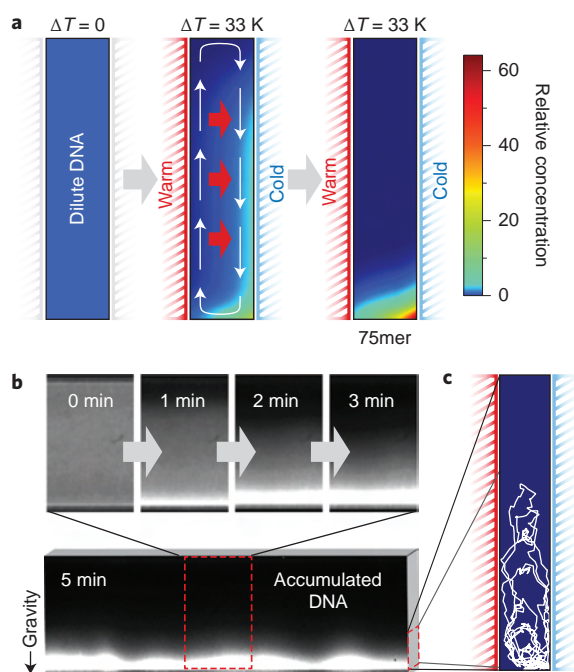 a
ΔT = 0
ΔT = 33 K
ΔT = 33 K
Dilute DNA
Warm
Cold
Warm
Cold
75mer
60
40
20
0
Relative concentration
b
0 min
1 min
2 min
3 min
5 min
Accumulated
DNA
Gravity
c